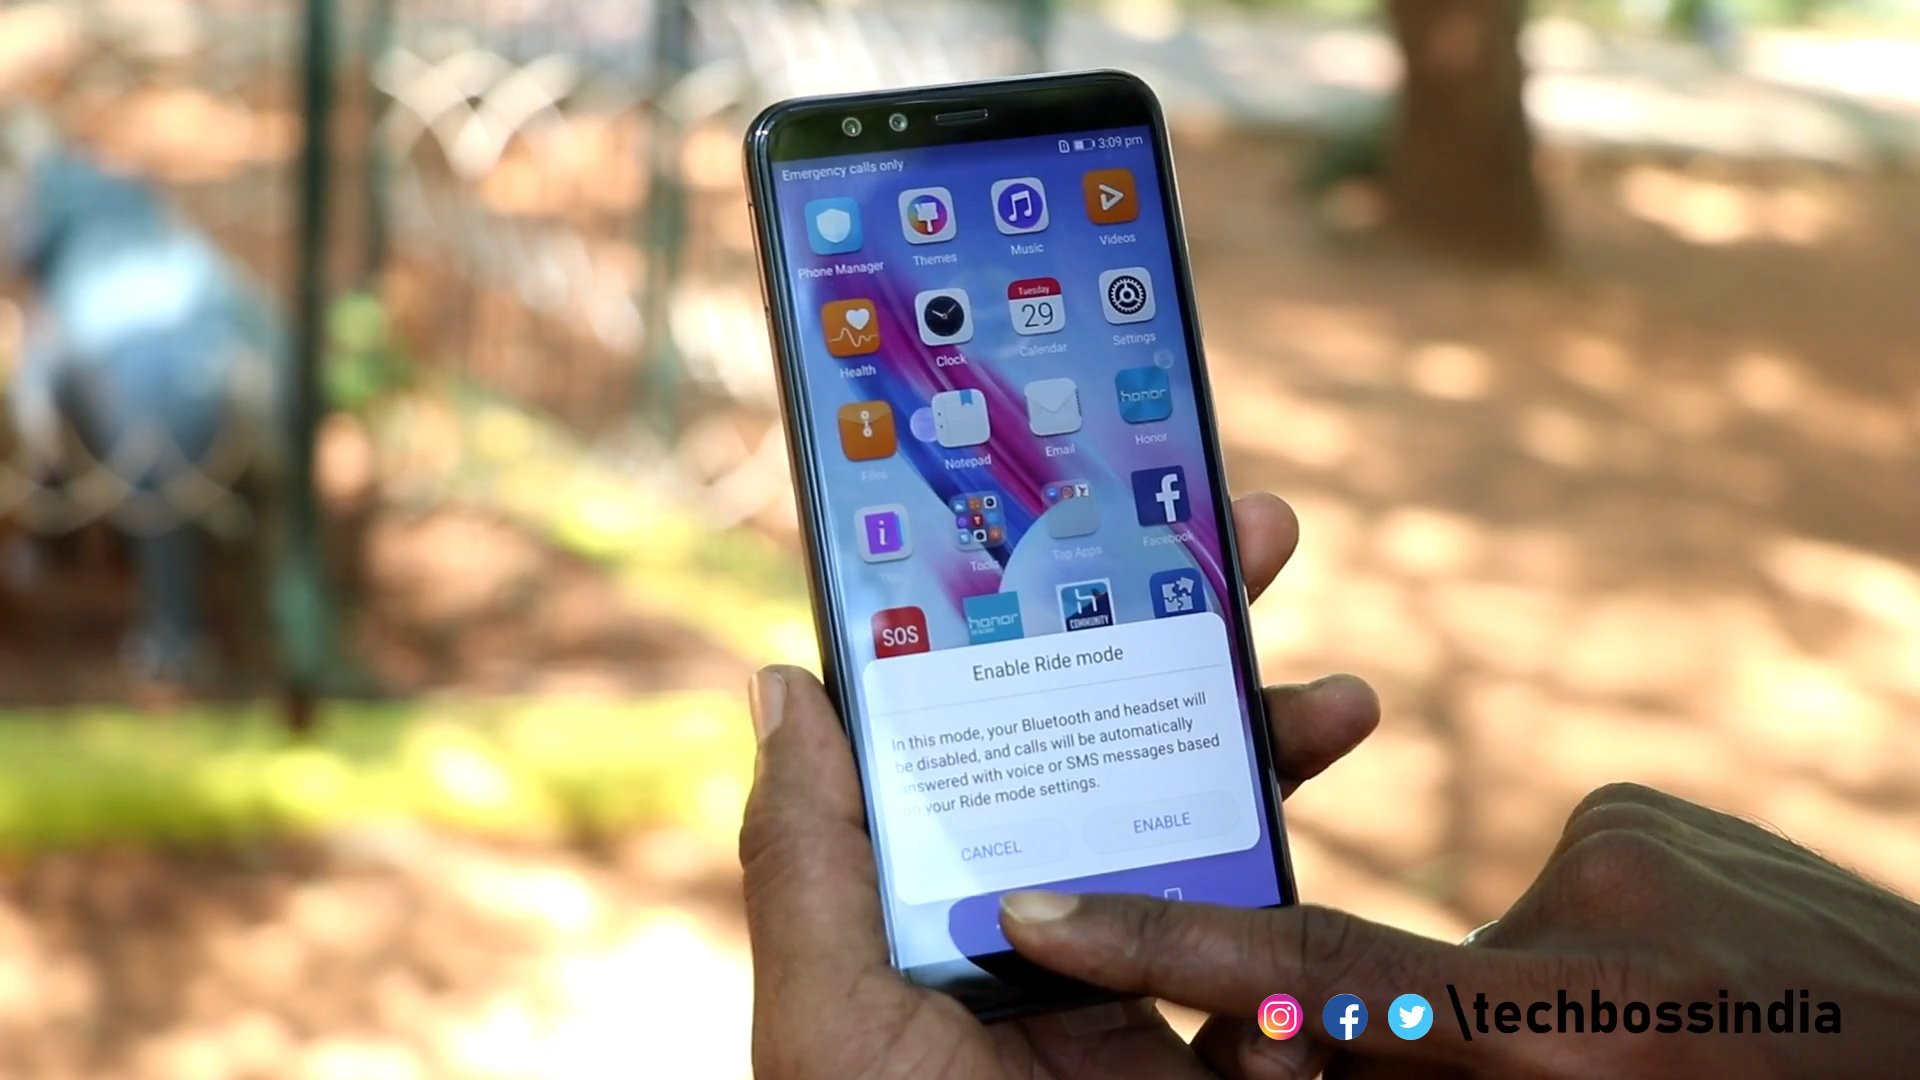 Emergency calls only
3:09 pm
Phone Manager
Themes
Music
Videos
Tuesday
29
Health
Clock
Calendar
Settings
honor
Files
Notepad
Email
Honor
Tools
Top Apps
Facebook
SOS
honor
COMMUNITY
Enable Ride mode
In this mode, your Bluetooth and headset will
be disabled, and calls will be automatically
answered with voice or SMS messages based
on your Ride mode settings.
CANCEL
ENABLE
\techbossindia